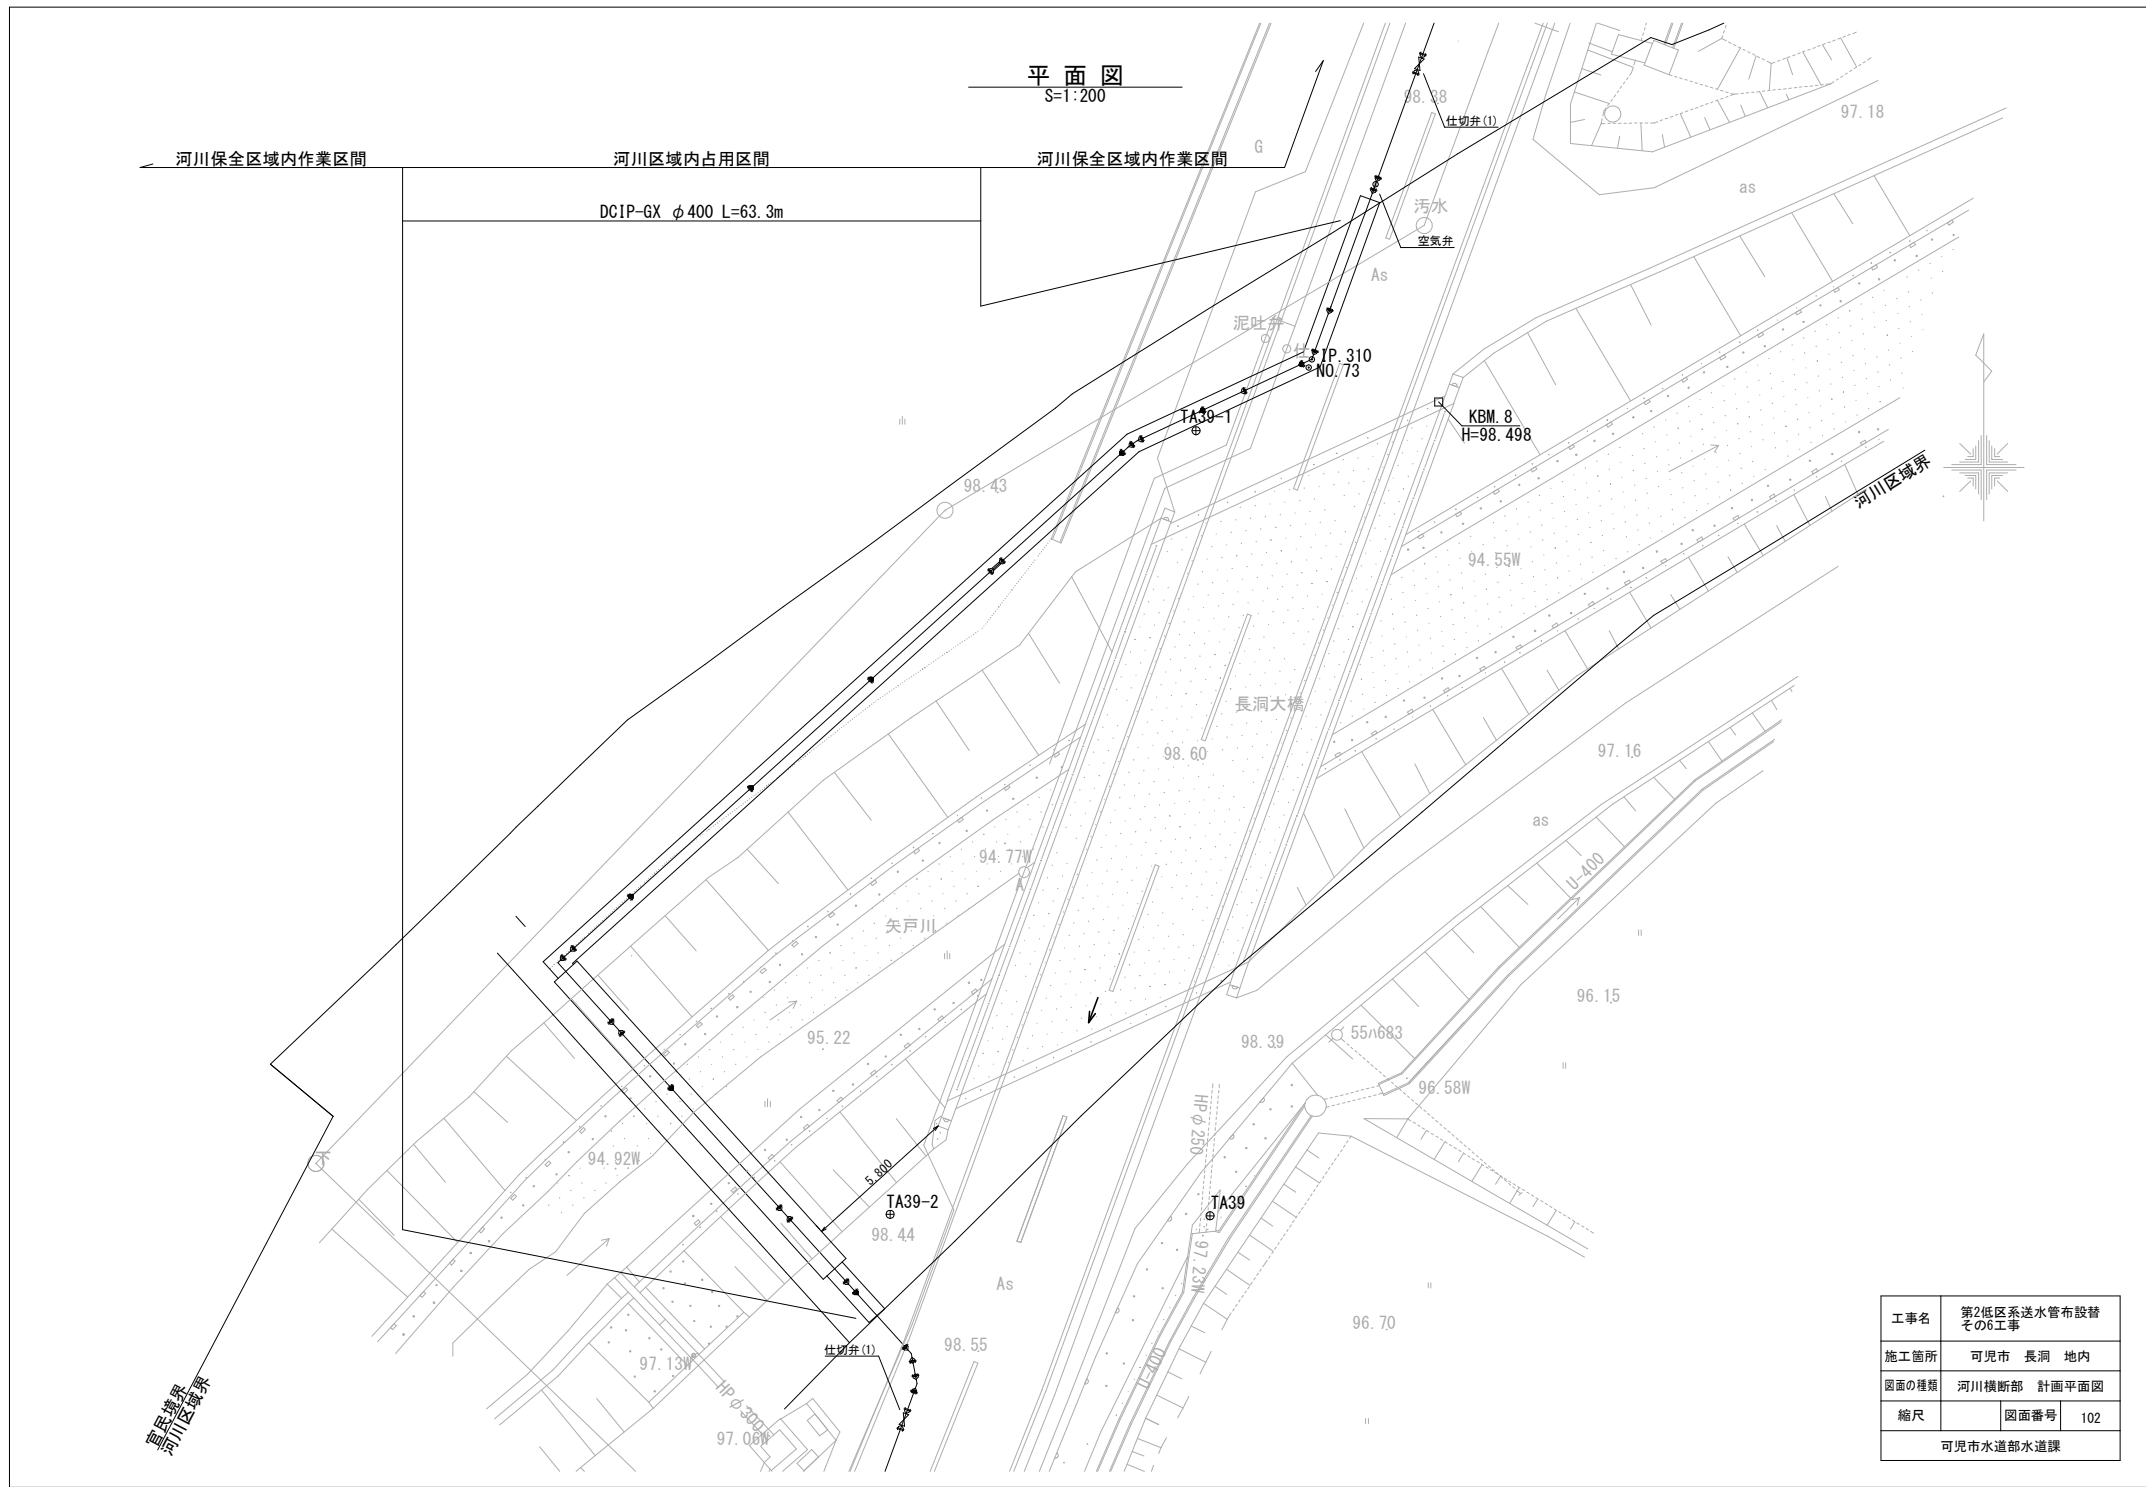 平面図
S=1:200
河川保全区域内作業区間
河川区域内占用区間
河川保全区域内作業区間
DCIP-GX φ400 L=63.3m
仕切弁(1)
98.38
97.18
G
as
汚水
空気弁
As
泥吐弁
仕
IP.310
NO.73
TA39-1
KBM.8
H=98.498
98.43
河川区域界
94.55W
長洞大橋
98.60
97.16
as
94.77W
A
U-400
矢戸川
96.15
95.22
98.39
55ハ683
96.58W
HPφ250
94.92W
下
5.800
TA39-2
TA39
98.44
97.23W
As
96.70
98.55
仕切弁(1)
97.13W
U-400
HPφ300
97.06W
官民境界
河川区域界
工事名 第2低区系送水管布設替
その6工事
施工箇所 可児市 長洞 地内
図面の種類 河川横断部 計画平面図
縮尺 図面番号 102
可児市水道部水道課